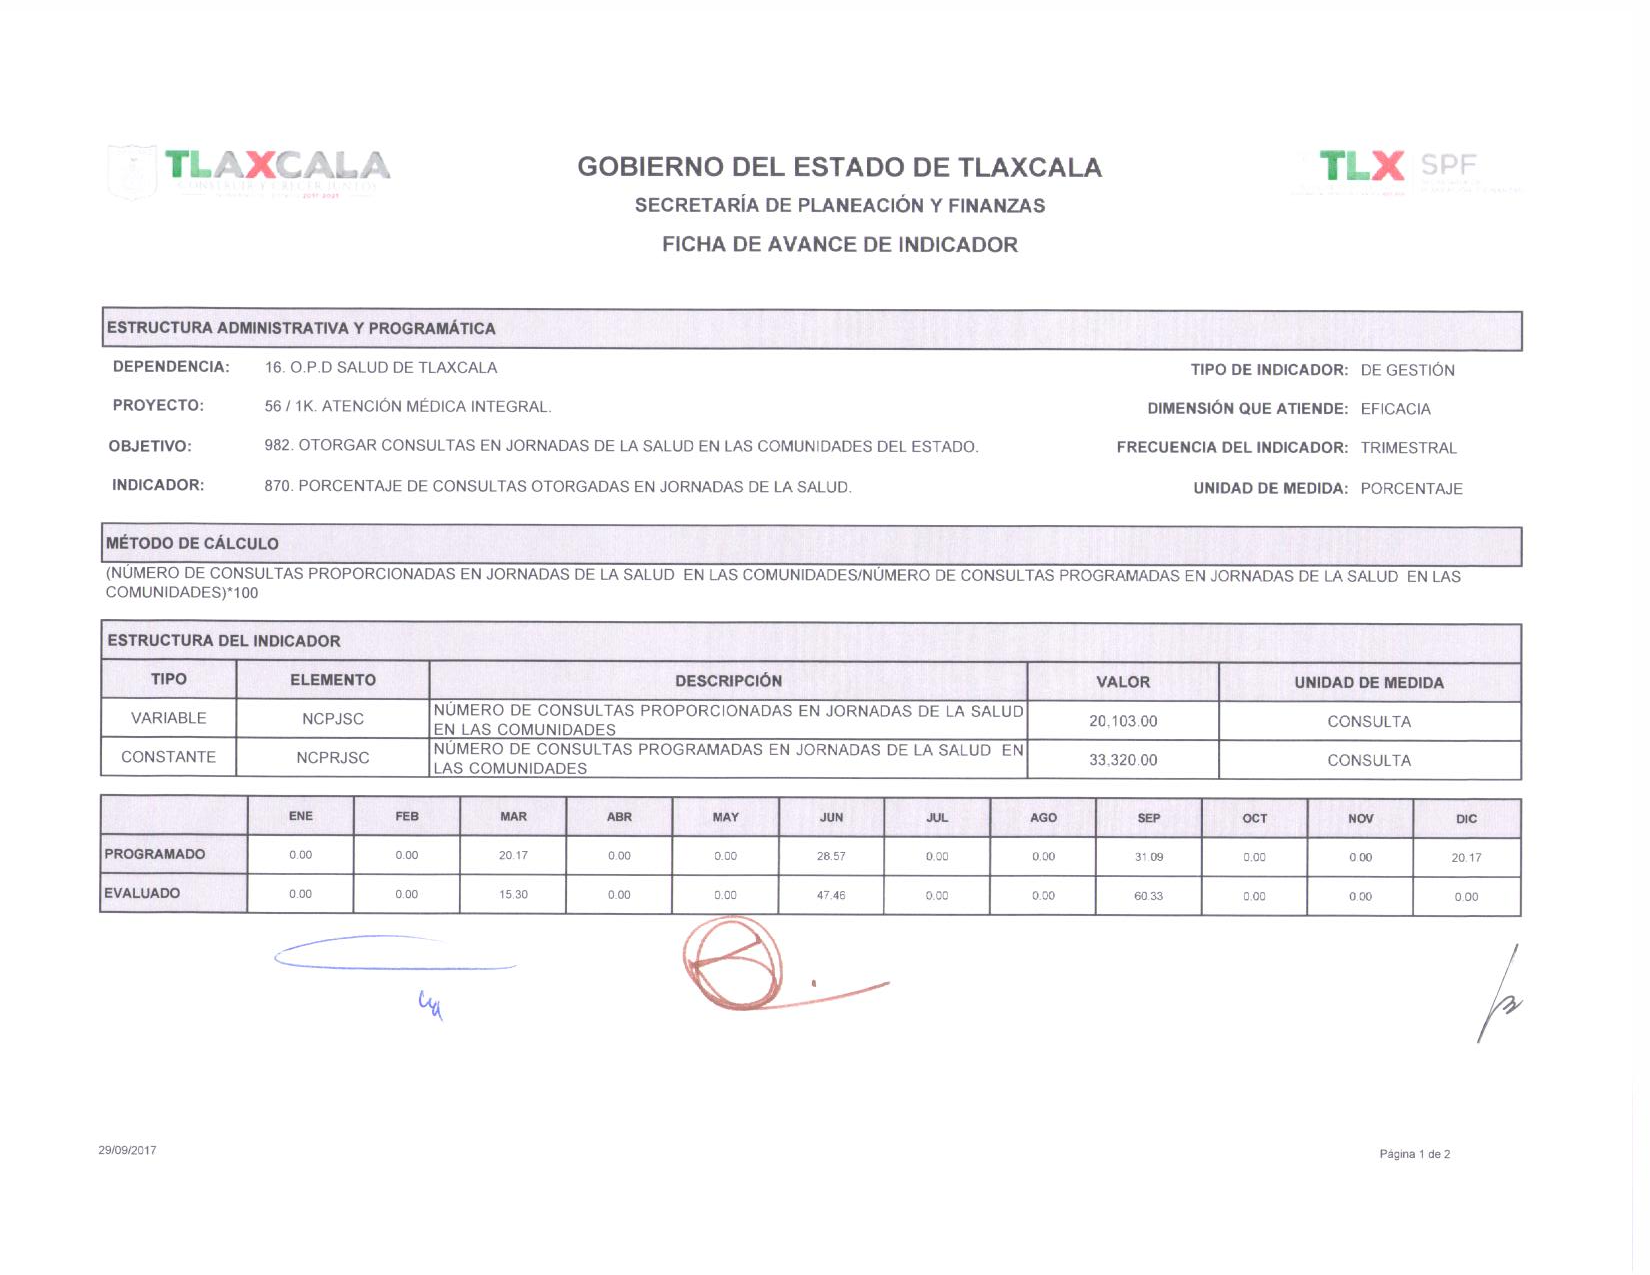 TLAXCALA
CONSTRUIR Y CRECER JUNTOS
GOBIERNO DEL ESTADO DE TLAXCALA
TLX SPF
SECRETARÍA DE PLANEACIÓN Y FINANZAS
FICHA DE AVANCE DE INDICADOR
ESTRUCTURA ADMINISTRATIVA Y PROGRAMÁTICA
DEPENDENCIA: 16. O.P.D SALUD DE TLAXCALA TIPO DE INDICADOR: DE GESTIÓN
PROYECTO: 56 / 1K. ATENCIÓN MÉDICA INTEGRAL. DIMENSIÓN QUE ATIENDE: EFICACIA
OBJETIVO: 982. OTORGAR CONSULTAS EN JORNADAS DE LA SALUD EN LAS COMUNIDADES DEL ESTADO. FRECUENCIA DEL INDICADOR: TRIMESTRAL
INDICADOR: 870. PORCENTAJE DE CONSULTAS OTORGADAS EN JORNADAS DE LA SALUD. UNIDAD DE MEDIDA: PORCENTAJE
MÉTODO DE CÁLCULO
(NÚMERO DE CONSULTAS PROPORCIONADAS EN JORNADAS DE LA SALUD EN LAS COMUNIDADES/NÚMERO DE CONSULTAS PROGRAMADAS EN JORNADAS DE LA SALUD EN LAS
COMUNIDADES)*100
ESTRUCTURA DEL INDICADOR
TIPO ELEMENTO DESCRIPCIÓN VALOR UNIDAD DE MEDIDA
VARIABLE NCPJSC NÚMERO DE CONSULTAS PROPORCIONADAS EN JORNADAS DE LA SALUD
EN LAS COMUNIDADES 20,103.00 CONSULTA
CONSTANTE NCPRJSC NÚMERO DE CONSULTAS PROGRAMADAS EN JORNADAS DE LA SALUD EN
LAS COMUNIDADES 33,320.00 CONSULTA
ENE FEB MAR ABR MAY JUN JUL AGO SEP OCT NOV DIC
PROGRAMADO 0.00 0.00 20.17 0.00 0.00 28.57 0.00 0.00 31.09 0.00 0.00 20.17
EVALUADO 0.00 0.00 15.30 0.00 0.00 47.46 0.00 0.00 60.33 0.00 0.00 0.00
29/09/2017 Página 1 de 2